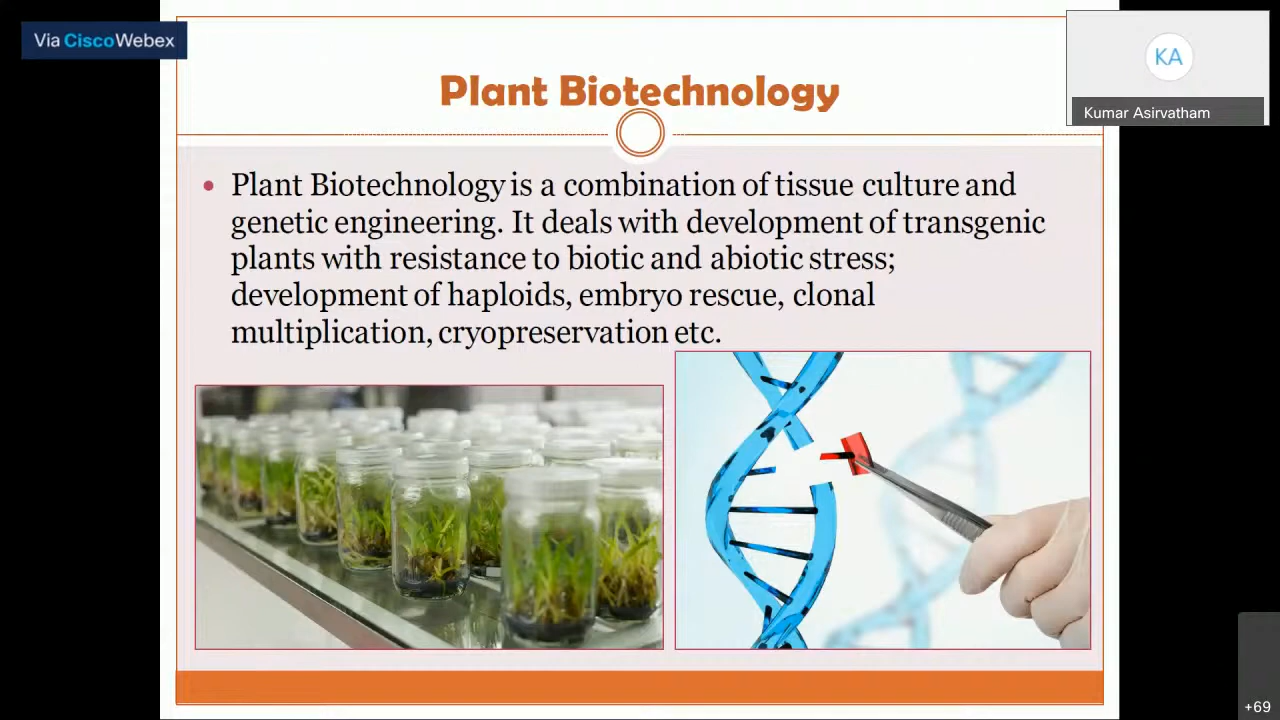 Via CiscoWebex
KA
Kumar Asirvatham
Plant Biotechnology
• Plant Biotechnology is a combination of tissue culture and
genetic engineering. It deals with development of transgenic
plants with resistance to biotic and abiotic stress;
development of haploids, embryo rescue, clonal
multiplication, cryopreservation etc.
+69